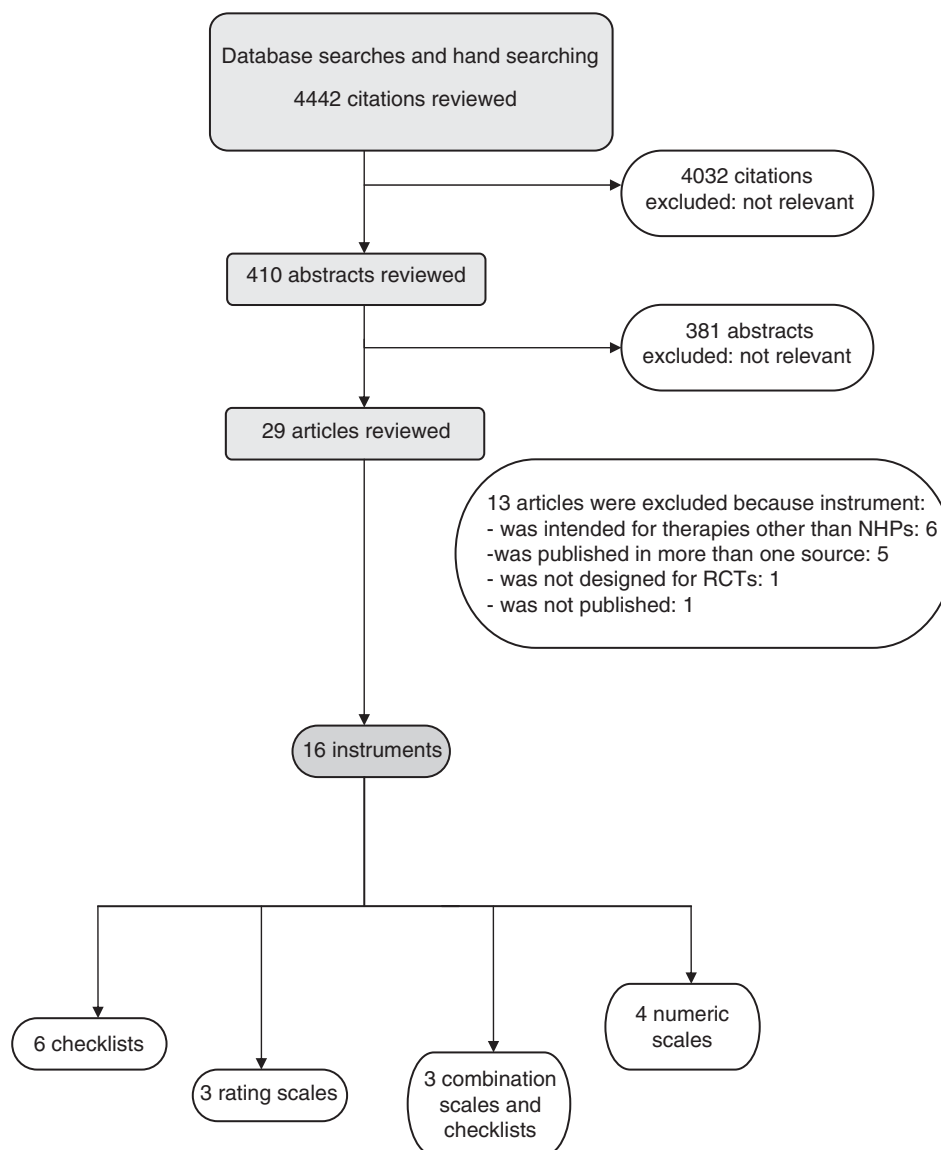 Database searches and hand searching
4442 citations reviewed
4032 citations
excluded: not relevant
410 abstracts reviewed
381 abstracts
excluded: not relevant
29 articles reviewed
13 articles were excluded because instrument:
- was intended for therapies other than NHPs: 6
-was published in more than one source: 5
- was not designed for RCTs: 1
- was not published: 1
16 instruments
6 checklists
3 rating scales
3 combination
scales and
checklists
4 numeric
scales